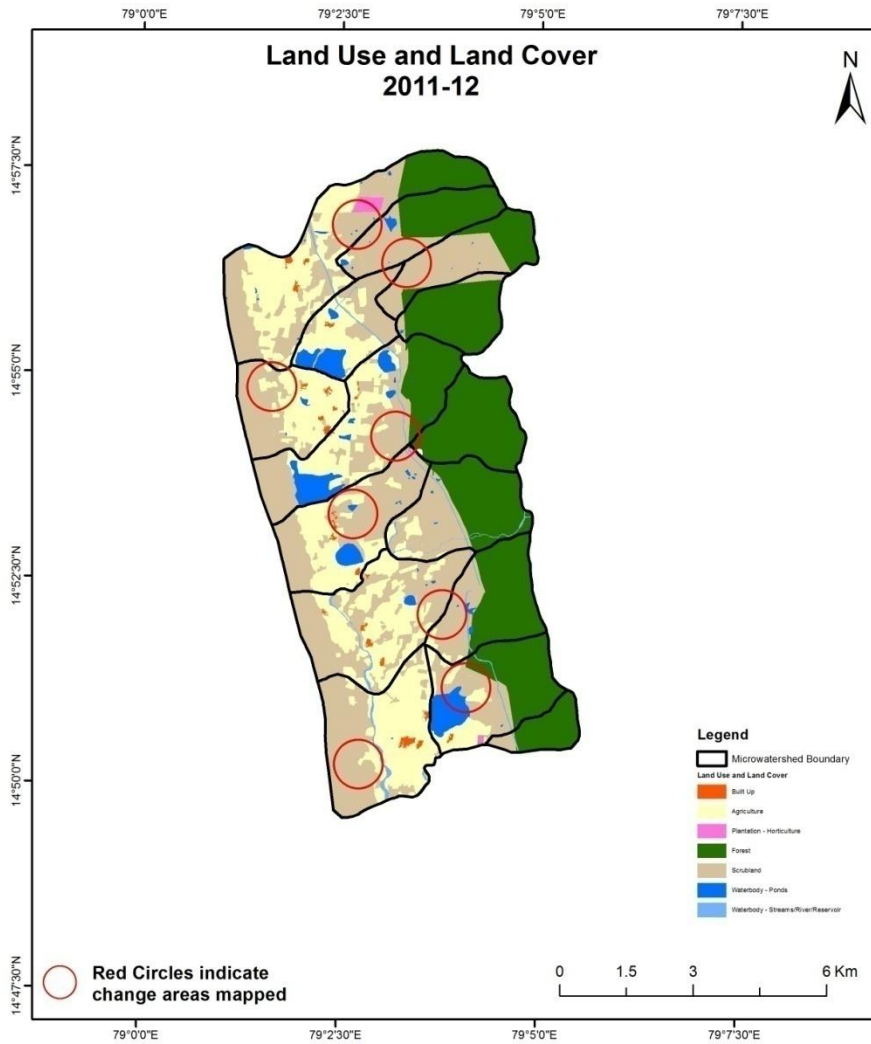 79°0'0"E 79°2'30"E 79°5'0"E 79°7'30"E
Land Use and Land Cover
2011-12
N
14°57'30"N
14°55'0"N
14°52'30"N
14°50'0"N
14°47'30"N
Legend
Microwatershed Boundary
Land Use and Land Cover
Built Up
Agriculture
Plantation - Horticulture
Forest
Scrubland
Waterbody - Ponds
Waterbody - Streams/River/Reservoir
Red Circles indicate
change areas mapped
0 1.5 3 6 Km
79°0'0"E 79°2'30"E 79°5'0"E 79°7'30"E